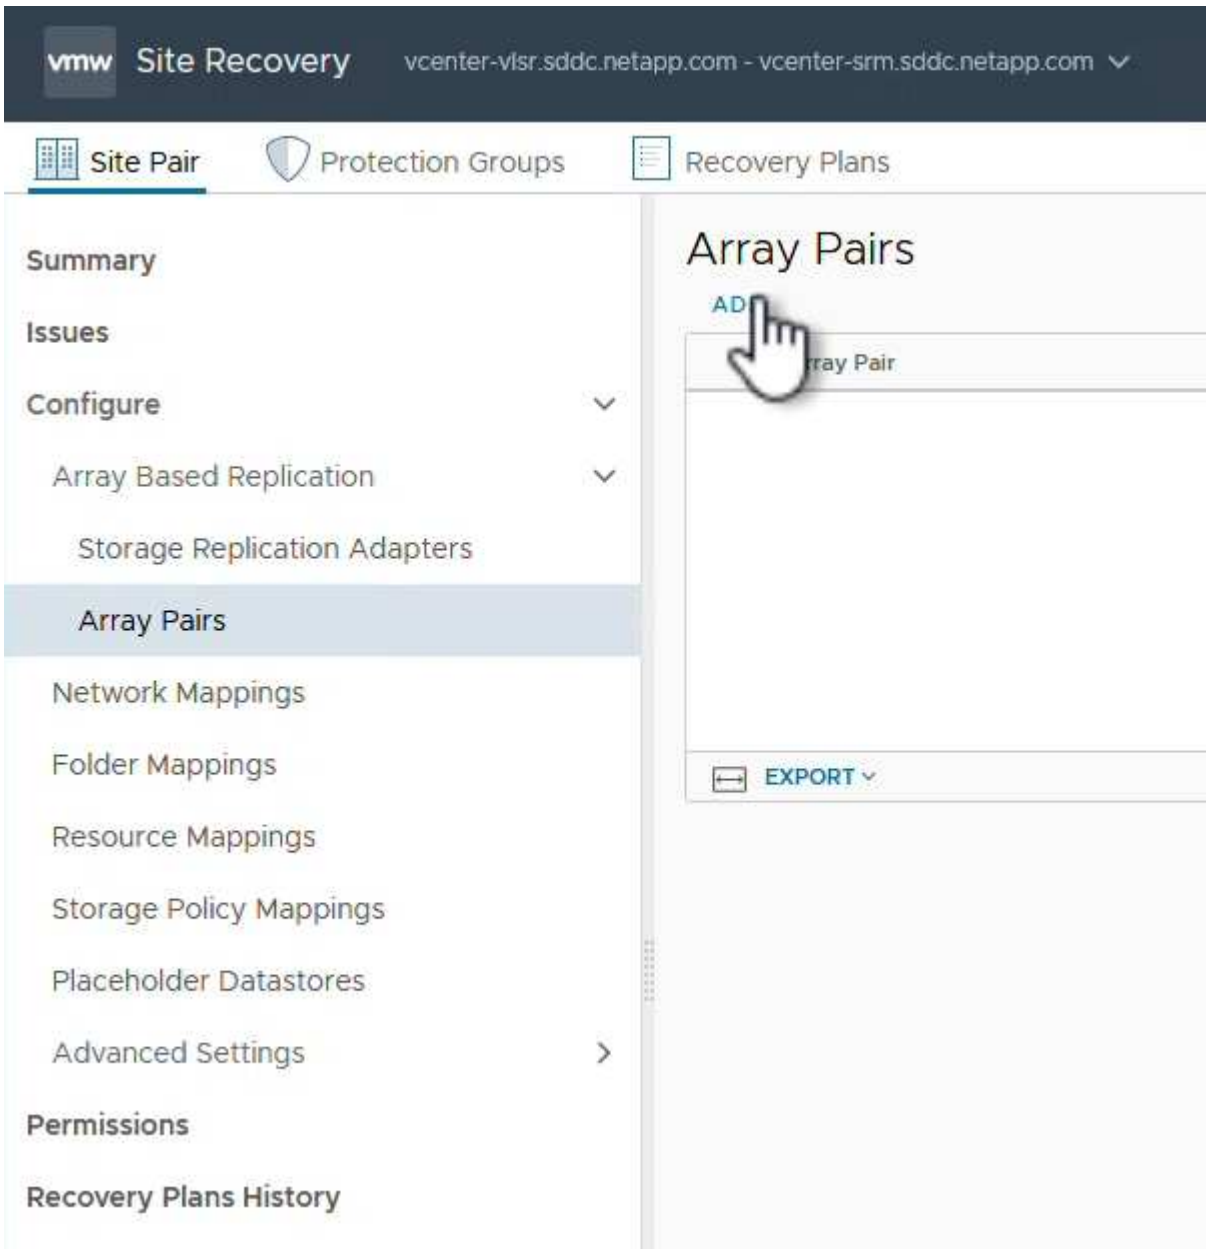 vmw Site Recovery vcenter-vlsr.sddc.netapp.com - vcenter-srm.sddc.netapp.com
Site Pair Protection Groups Recovery Plans
Summary
Issues
Configure
Array Based Replication
Storage Replication Adapters
Array Pairs
Network Mappings
Folder Mappings
Resource Mappings
Storage Policy Mappings
Placeholder Datastores
Advanced Settings
Permissions
Recovery Plans History
Array Pairs
Pair
EXPORT